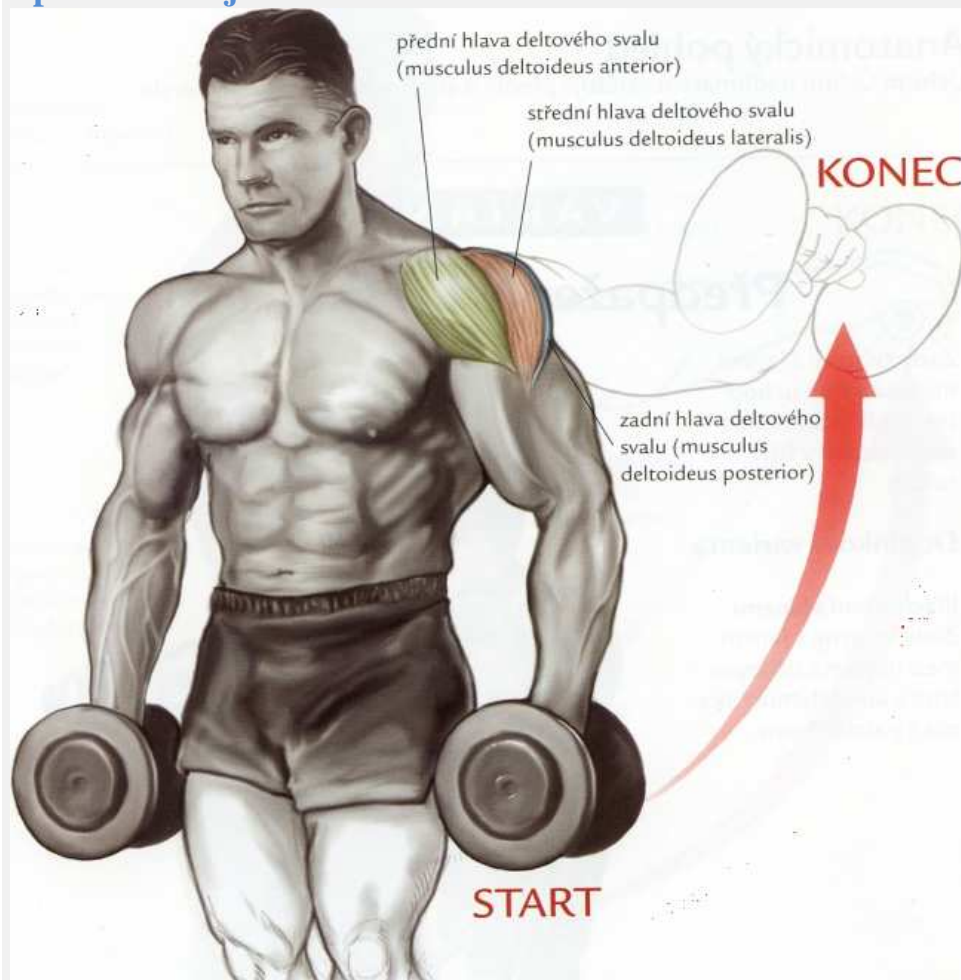 přední hlava deltového svalu
(musculus deltoideus anterior)
střední hlava deltového svalu
(musculus deltoideus lateralis)
KONEC
zadní hlava deltového
svalu (musculus
deltoideus posterior)
START